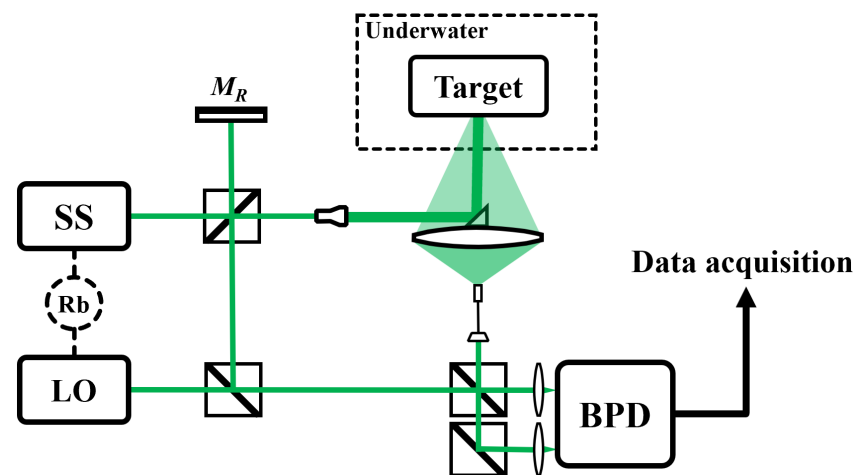 Underwater
Target
M_R
SS
Rb
Data acquisition
LO
BPD